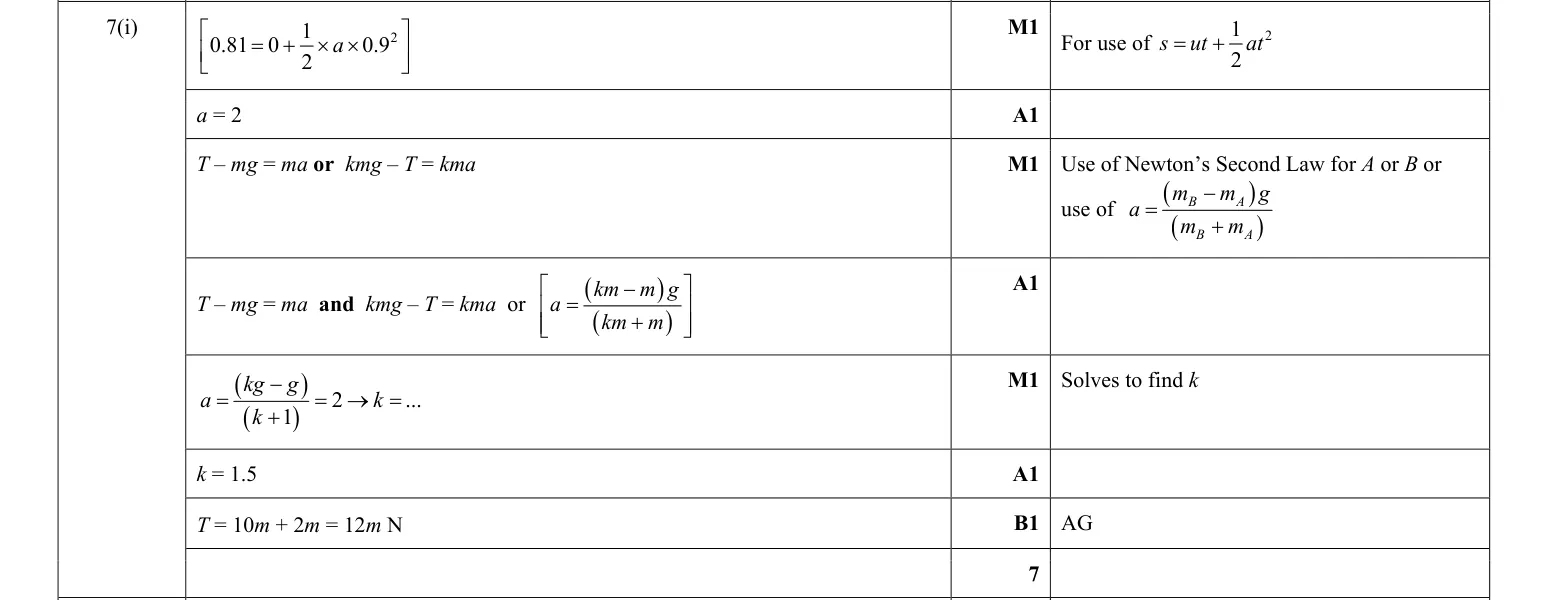 7(i) [0.81 = 0 + 1/2 × a × 0.9²] M1 For use of s = ut + 1/2 at²
a = 2 A1
T – mg = ma or kmg – T = kma M1 Use of Newton’s Second Law for A or B or
use of a = (m_B − m_A)g / (m_B + m_A)
T – mg = ma and kmg – T = kma or [a = (km − m)g / (km + m)] A1
a = (kg − g) / (k + 1) = 2 → k = ... M1 Solves to find k
k = 1.5 A1
T = 10m + 2m = 12m N B1 AG
7